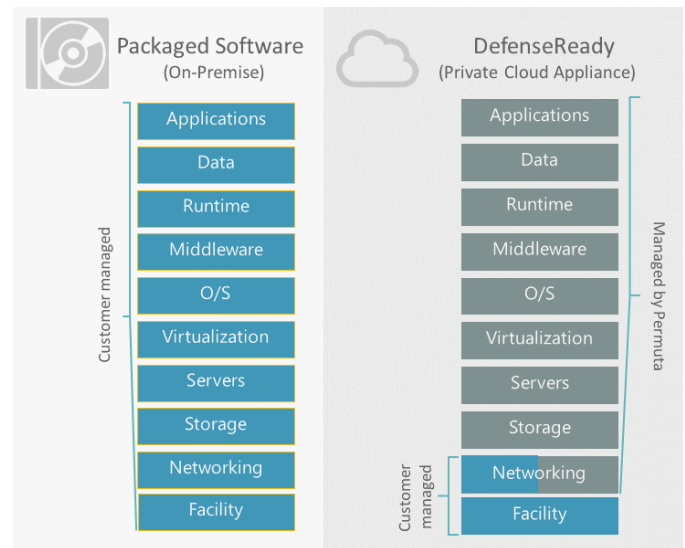 Packaged Software
(On-Premise)
Customer managed
Applications
Data
Runtime
Middleware
O/S
Virtualization
Servers
Storage
Networking
Facility
DefenseReady
(Private Cloud Appliance)
Applications
Data
Runtime
Middleware
O/S
Virtualization
Servers
Storage
Networking
Facility
Managed by Permuta
Customer
managed